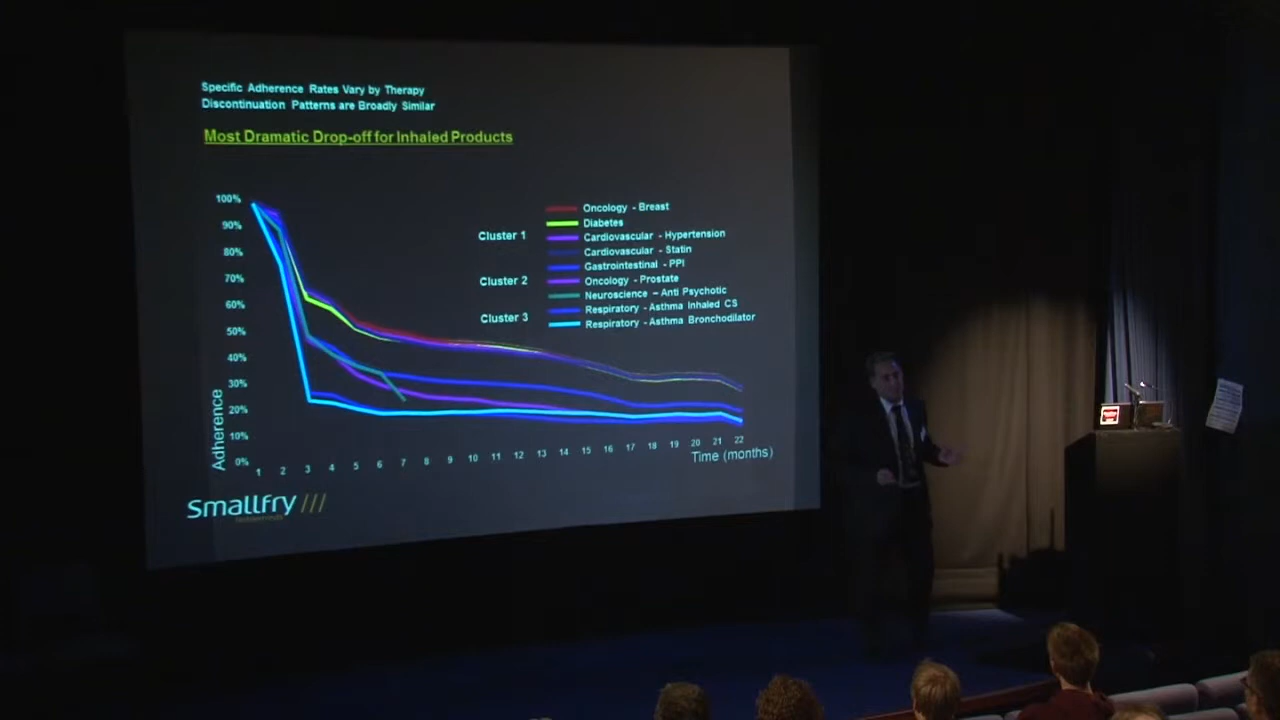 Specific Adherence Rates Vary by Therapy
Discontinuation Patterns are Broadly Similar
Most Dramatic Drop-off for Inhaled Products
100%
90%
80%
70%
60%
50%
40%
30%
20%
10%
0%
Adherence
Cluster 1
Cluster 2
Cluster 3
Oncology - Breast
Diabetes
Cardiovascular - Hypertension
Cardiovascular - Statin
Gastrointestinal - PPI
Oncology - Prostate
Neuroscience – Anti Psychotic
Respiratory - Asthma Inhaled CS
Respiratory - Asthma Bronchodilator
1 2 3 4 5 6 7 8 9 10 11 12 13 14 15 16 17 18 19 20 21 22
Time (months)
smallfry ///